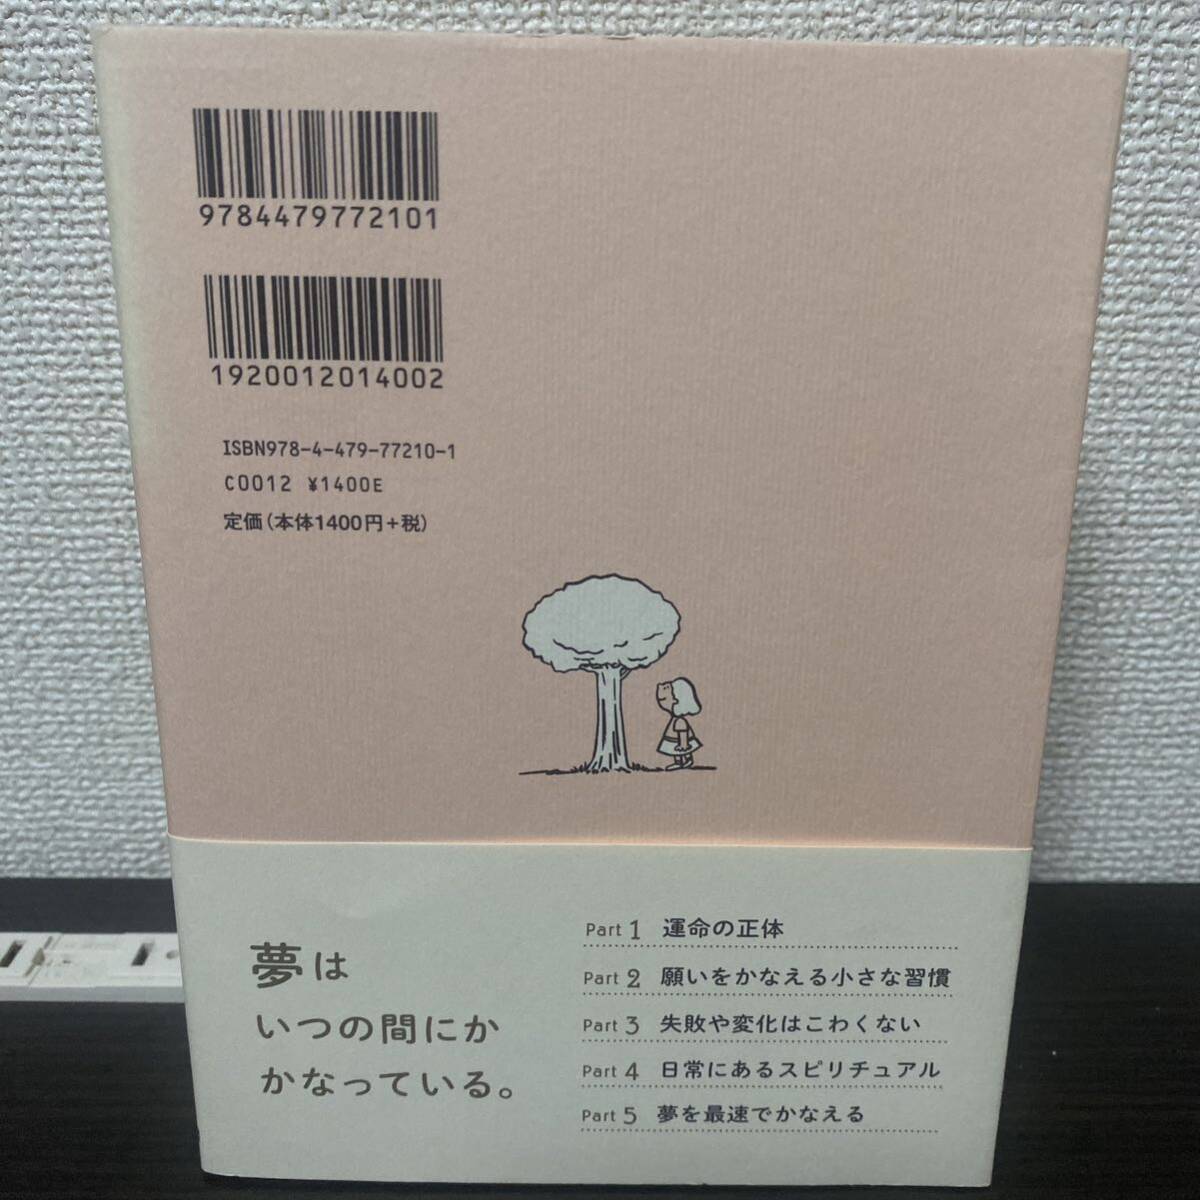 9784479772101
1920012014002
ISBN978-4-479-77210-1
C0012 ¥1400E
定価(本体1400円+税)
夢は
いつの間にか
かなっている。
Part 1 運命の正体
Part 2 願いをかなえる小さな習慣
Part 3 失敗や変化はこわくない
Part 4 日常にあるスピリチュアル
Part 5 夢を最速でかなえる